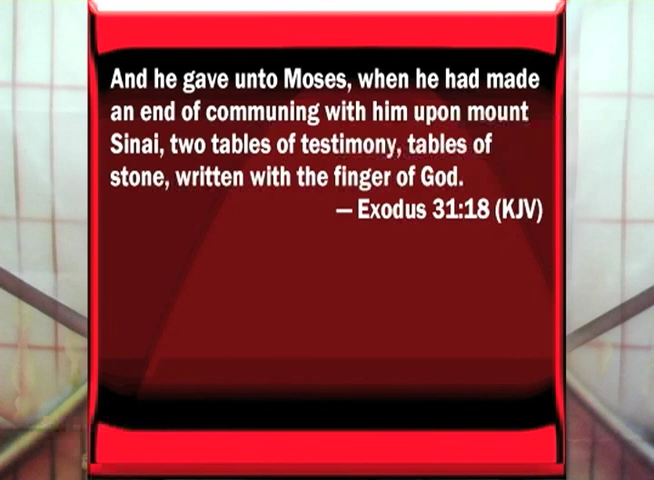 And he gave unto Moses, when he had made
an end of communing with him upon mount
Sinai, two tables of testimony, tables of
stone, written with the finger of God.
— Exodus 31:18 (KJV)